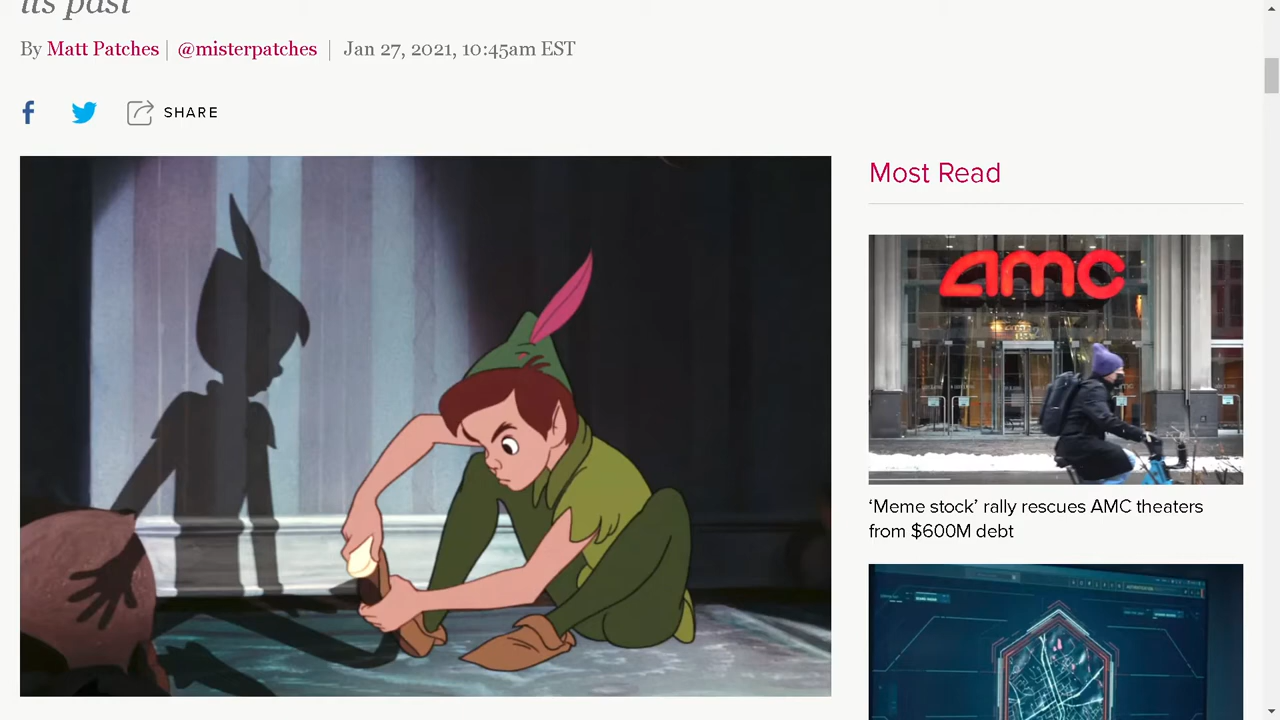 its past
By Matt Patches | @misterpatches | Jan 27, 2021, 10:45am EST
SHARE
Most Read
amc
amc
‘Meme stock’ rally rescues AMC theaters
from $600M debt